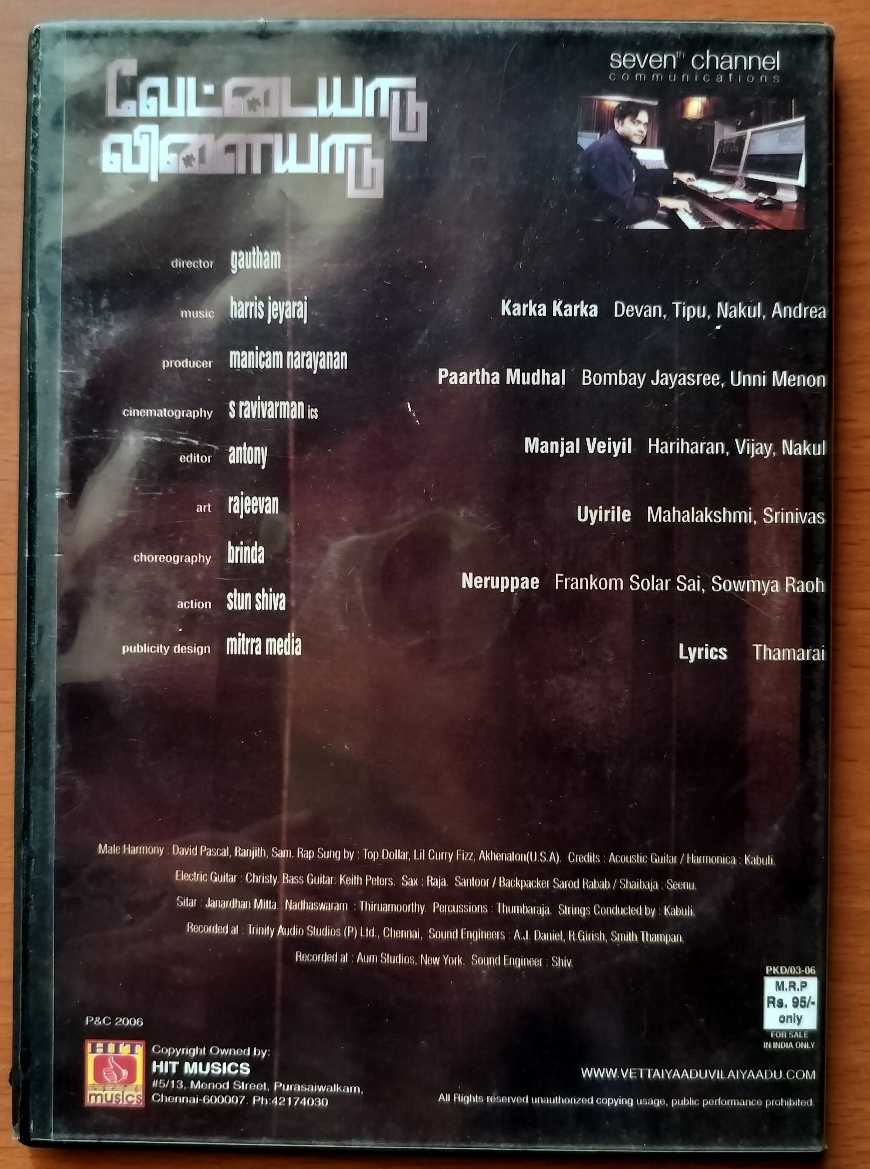 வேட்டையாடு
விளையாடு
seventh channel
communications
director gautham
music harris jeyaraj
producer manicam narayanan
cinematography s ravivarman ics
editor antony
art rajeevan
choreography brinda
action stun shiva
publicity design mitrra media
Karka Karka Devan, Tipu, Nakul, Andrea
Paartha Mudhal Bombay Jayasree, Unni Menon
Manjal Veiyil Hariharan, Vijay, Nakul
Uyirile Mahalakshmi, Srinivas
Neruppae Frankom Solar Sai, Sowmya Raoh
Lyrics Thamarai
Male Harmony : David Pascal, Ranjith, Sam. Rap Sung by : Top Dollar, Lil Curry Fizz, Akhenaton(U.S.A). Credits : Acoustic Guitar / Harmonica : Kabuli.
Electric Guitar : Christy. Bass Guitar: Keith Peters. Sax : Raja. Santoor / Backpacker Sarod Rabab / Shaibaja : Seenu.
Sitar : Janardhan Mitta. Nadhaswaram : Thiruamoorthy. Percussions : Thumbaraja. Strings Conducted by : Kabuli.
Recorded at : Trinity Audio Studios (P) Ltd., Chennai, Sound Engineers : A.J. Daniel, R.Girish, Smith Thampan.
Recorded at : Aum Studios, New York. Sound Engineer : Shiv.
PKD/03-06
M.R.P
Rs. 95/-
only
FOR SALE
IN INDIA ONLY
P&C 2006
HIT
musics
Copyright Owned by:
HIT MUSICS
#5/13, Menod Street, Purasaiwalkam,
Chennai-600007. Ph:42174030
WWW.VETTAIYAADUVILAIYAADU.COM
All Rights reserved unauthorized copying usage, public performance prohibited.